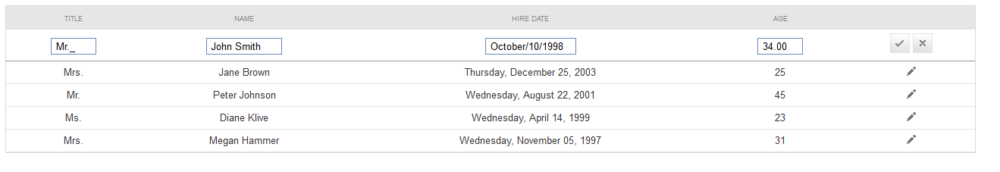 TITLE NAME HIRE DATE AGE
Mr._ John Smith October/10/1998 34.00
Mrs. Jane Brown Thursday, December 25, 2003 25
Mr. Peter Johnson Wednesday, August 22, 2001 45
Ms. Diane Klive Wednesday, April 14, 1999 23
Mrs. Megan Hammer Wednesday, November 05, 1997 31